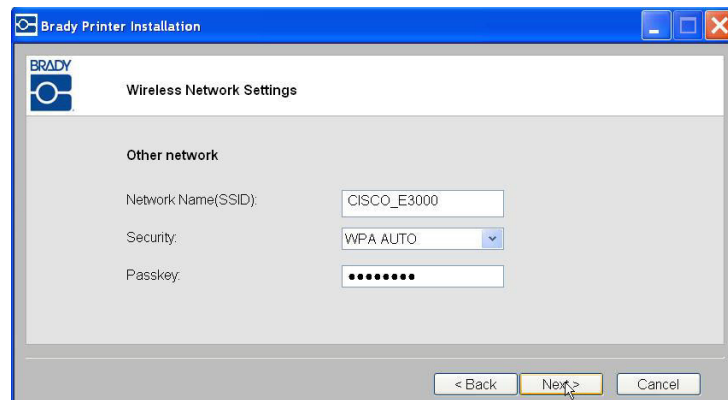 Brady Printer Installation
BRADY
Wireless Network Settings
Other network
Network Name(SSID): CISCO_E3000
Security: WPA AUTO
Passkey: ●●●●●●●●
< Back Next > Cancel